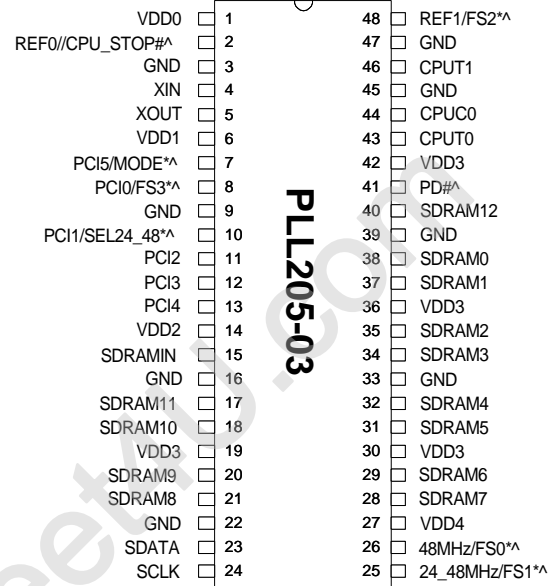 VDD0 1 48 REF1/FS2*^
REF0//CPU_STOP#^ 2 47 GND
GND 3 46 CPUT1
XIN 4 45 GND
XOUT 5 44 CPUC0
VDD1 6 43 CPUT0
PCI5/MODE*^ 7 42 VDD3
PCI0/FS3*^ 8 41 PD#^
GND 9 40 SDRAM12
PCI1/SEL24_48*^ 10 39 GND
PCI2 11 38 SDRAM0
PCI3 12 37 SDRAM1
PCI4 13 36 VDD3
VDD2 14 35 SDRAM2
SDRAMIN 15 34 SDRAM3
GND 16 33 GND
SDRAM11 17 32 SDRAM4
SDRAM10 18 31 SDRAM5
VDD3 19 30 VDD3
SDRAM9 20 29 SDRAM6
SDRAM8 21 28 SDRAM7
GND 22 27 VDD4
SDATA 23 26 48MHz/FS0*^
SCLK 24 25 24_48MHz/FS1*^
PLL205-03
et4U.com